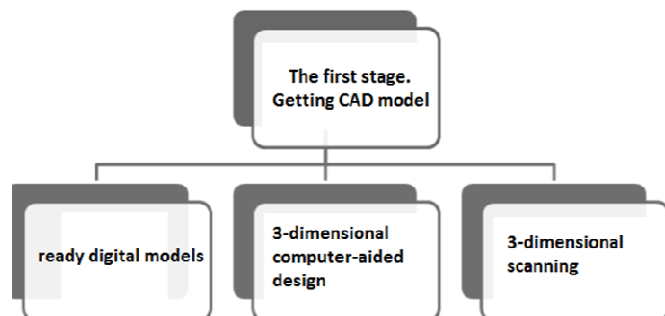 The first stage.
Getting CAD model
ready digital models
3-dimensional
computer-aided
design
3-dimensional
scanning